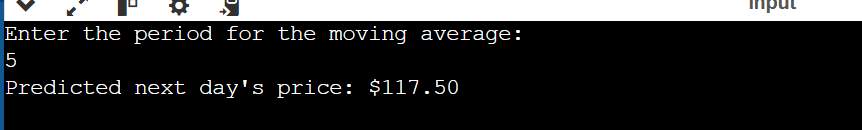 input
Enter the period for the moving average:
5
Predicted next day's price: $117.50